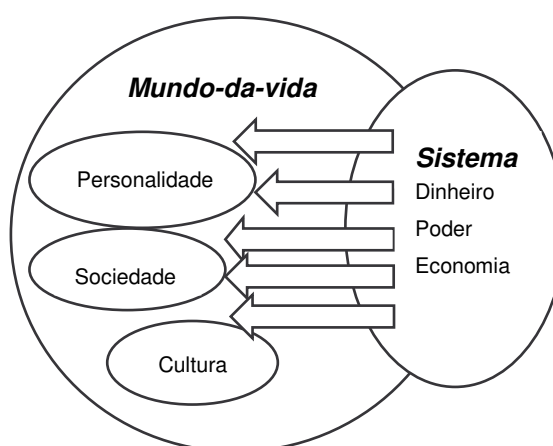 Mundo-da-vida
Personalidade
Sociedade
Cultura
Sistema
Dinheiro
Poder
Economia